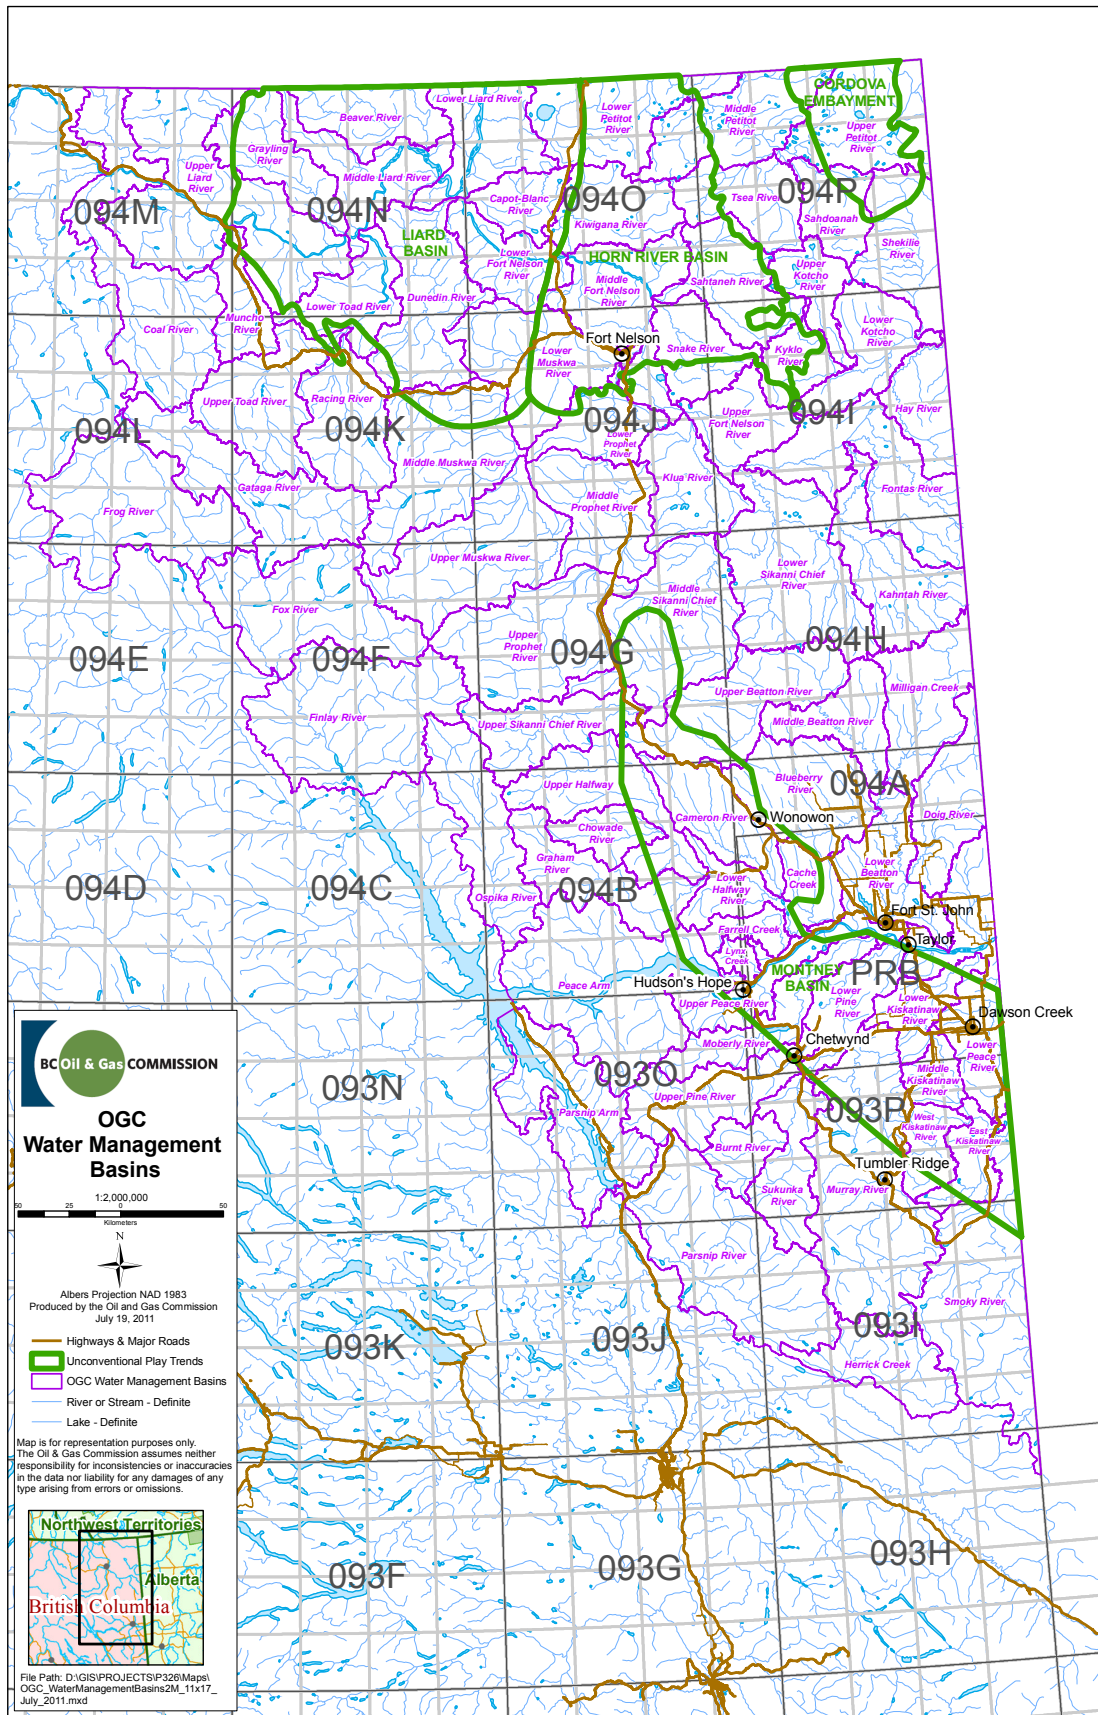 CORDOVA
EMBAYMENT
Lower Liard River
Beaver River
Lower
Petitot
River
Middle
Petitot
River
Upper
Petitot
River
Grayling
River
Upper
Liard
River
Middle Liard River
094M
094N
Capot-Blanc
River
094O
Tsea River
094P
Kiwigana River
Sahdoanah
River
Shekilie
River
LIARD
BASIN
Lower
Fort Nelson
River
HORN RIVER BASIN
Middle
Fort Nelson
River
Sahtaneh River
Upper
Kotcho
River
Lower Toad River
Dunedin River
Coal River
Muncho
River
Lower
Kotcho
River
Fort Nelson
Lower
Muskwa
River
Snake River
Kyklo
River
Upper Toad River
Racing River
094L
094K
094J
094I
Upper
Fort Nelson
River
Hay River
Lower
Prophet
River
Middle Muskwa River
Klua River
Gataga River
Fontas River
Frog River
Middle
Prophet River
Upper Muskwa River
Lower
Sikanni Chief
River
Kahntah River
Middle
Sikanni Chief
River
Fox River
Upper
Prophet
River
094E
094F
094G
094H
Upper Beatton River
Milligan Creek
Finlay River
Upper Sikanni Chief River
Middle Beatton River
Upper Halfway
Blueberry
River
094A
Cameron River
Wonowon
Doig River
Chowade
River
Graham
River
094D
094C
094B
Ospika River
Lower
Halfway
River
Cache
Creek
Lower
Beatton
River
Fort St. John
Farrell Creek
Taylor
Lynx
Creek
MONTNEY
BASIN
PRB
Peace Arm
Hudson's Hope
Upper Peace River
Lower
Pine
River
Lower
Kiskatinaw
River
Dawson Creek
Moberly River
Chetwynd
Lower
Peace
River
093N
093O
Middle
Kiskatinaw
River
Upper Pine River
093P
Parsnip Arm
West
Kiskatinaw
River
East
Kiskatinaw
River
Burnt River
Tumbler Ridge
Sukunka
River
Murray River
Parsnip River
Smoky River
093K
093J
093I
Herrick Creek
093F
093G
093H
BC Oil & Gas COMMISSION
OGC
Water Management
Basins
1:2,000,000
50 25 0 50
Kilometers
N
Albers Projection NAD 1983
Produced by the Oil and Gas Commission
July 19, 2011
Highways & Major Roads
Unconventional Play Trends
OGC Water Management Basins
River or Stream - Definite
Lake - Definite
Map is for representation purposes only.
The Oil & Gas Commission assumes neither
responsibility for inconsistencies or inaccuracies
in the data nor liability for any damages of any
type arising from errors or omissions.
Northwest Territories
Alberta
British Columbia
File Path: D:\GIS\PROJECTS\P326\Maps\
OGC_WaterManagementBasins2M_11x17_
July_2011.mxd